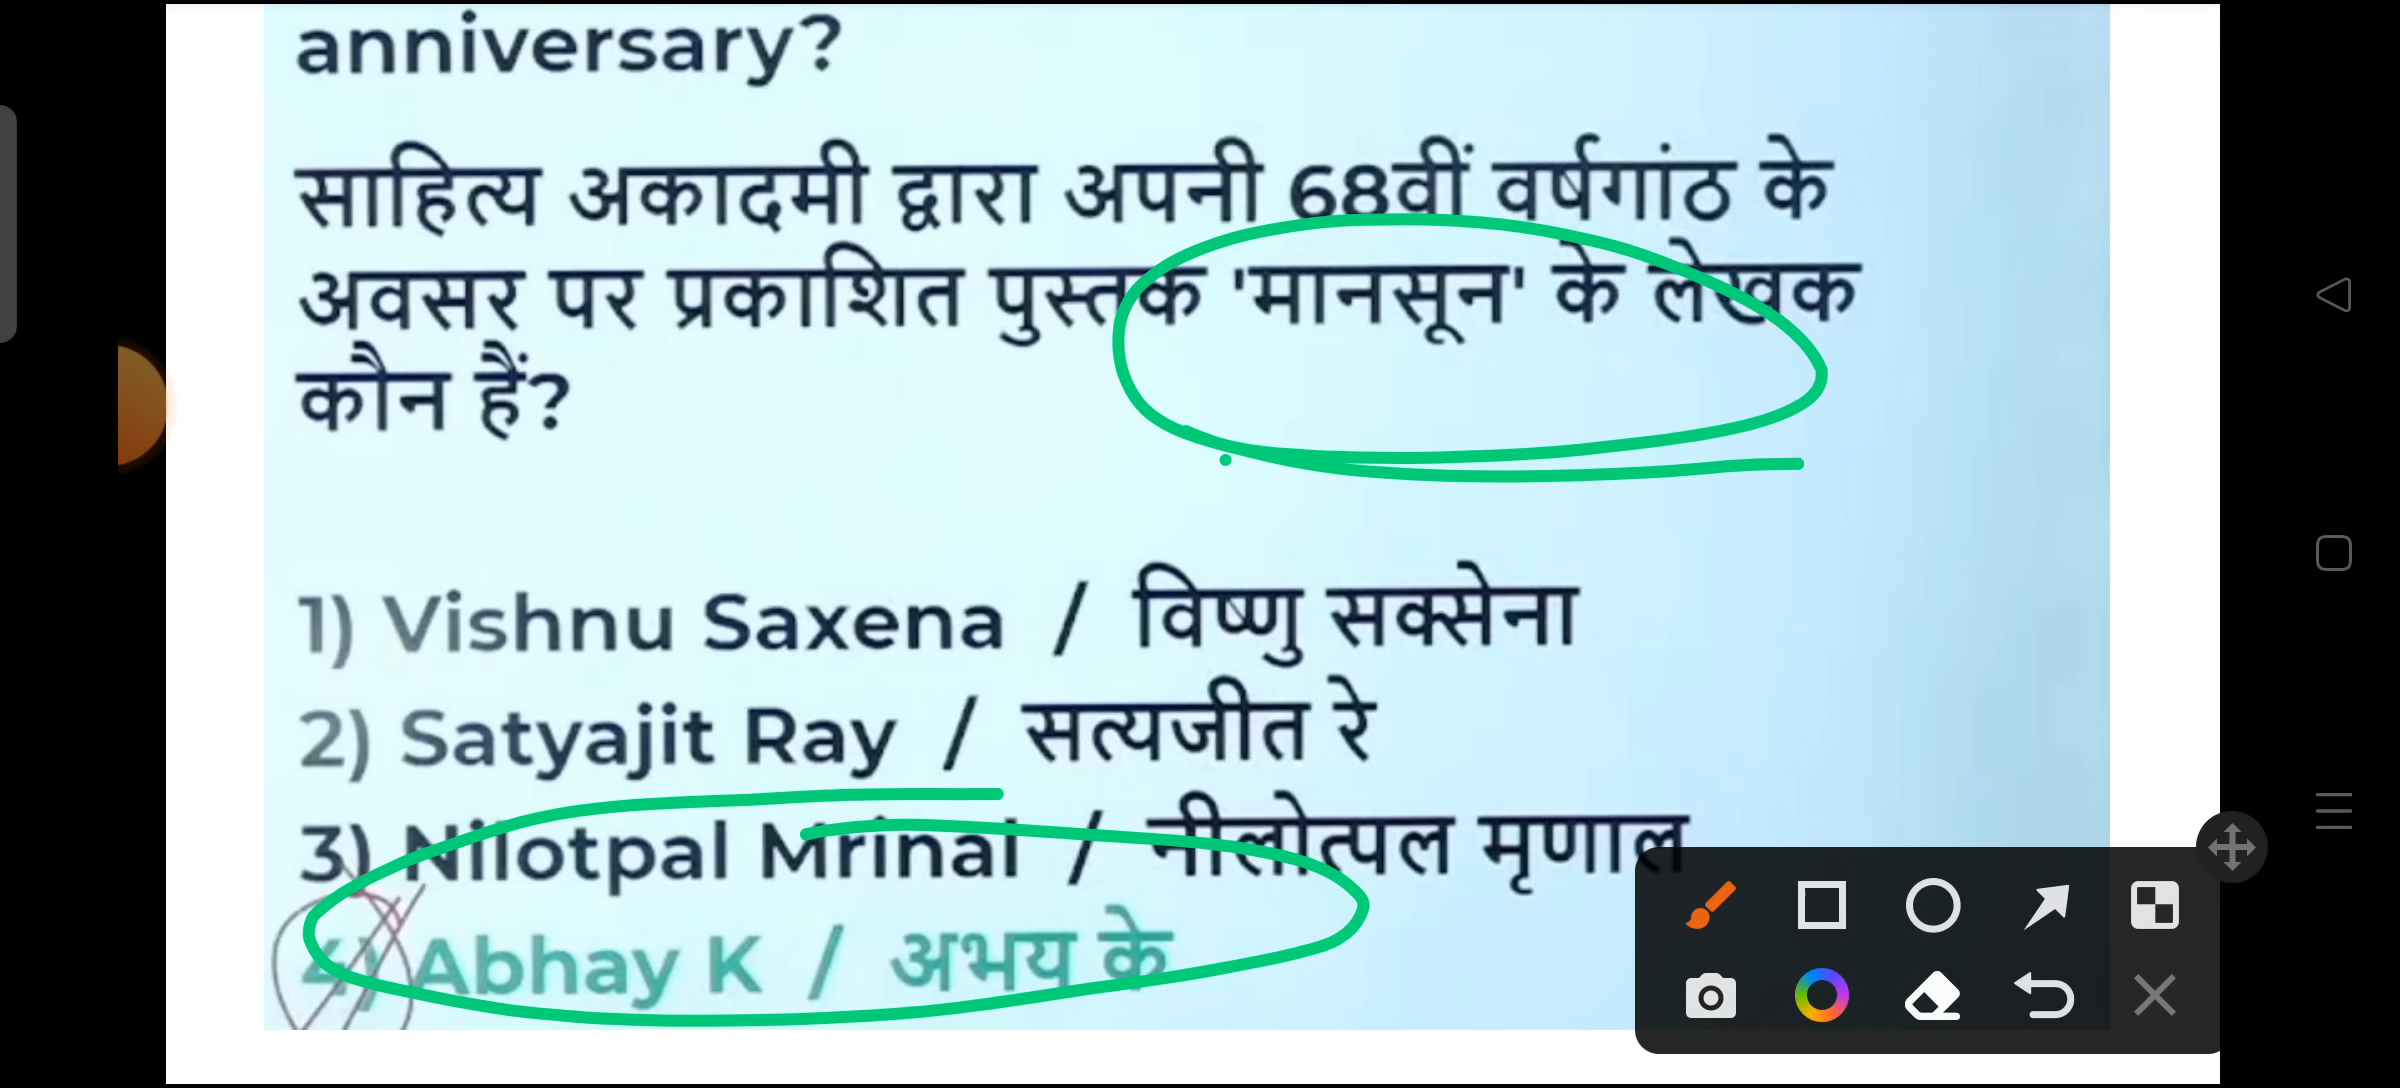 anniversary?
साहित्य अकादमी द्वारा अपनी 68वीं वर्षगांठ के
अवसर पर प्रकाशित पुस्तक 'मानसून' के लेखक
कौन हैं?
1) Vishnu Saxena / विष्णु सक्सेना
2) Satyajit Ray / सत्यजीत रे
3) Nilotpal Mrinal / नीलोत्पल मृणाल
4) Abhay K / अभय के